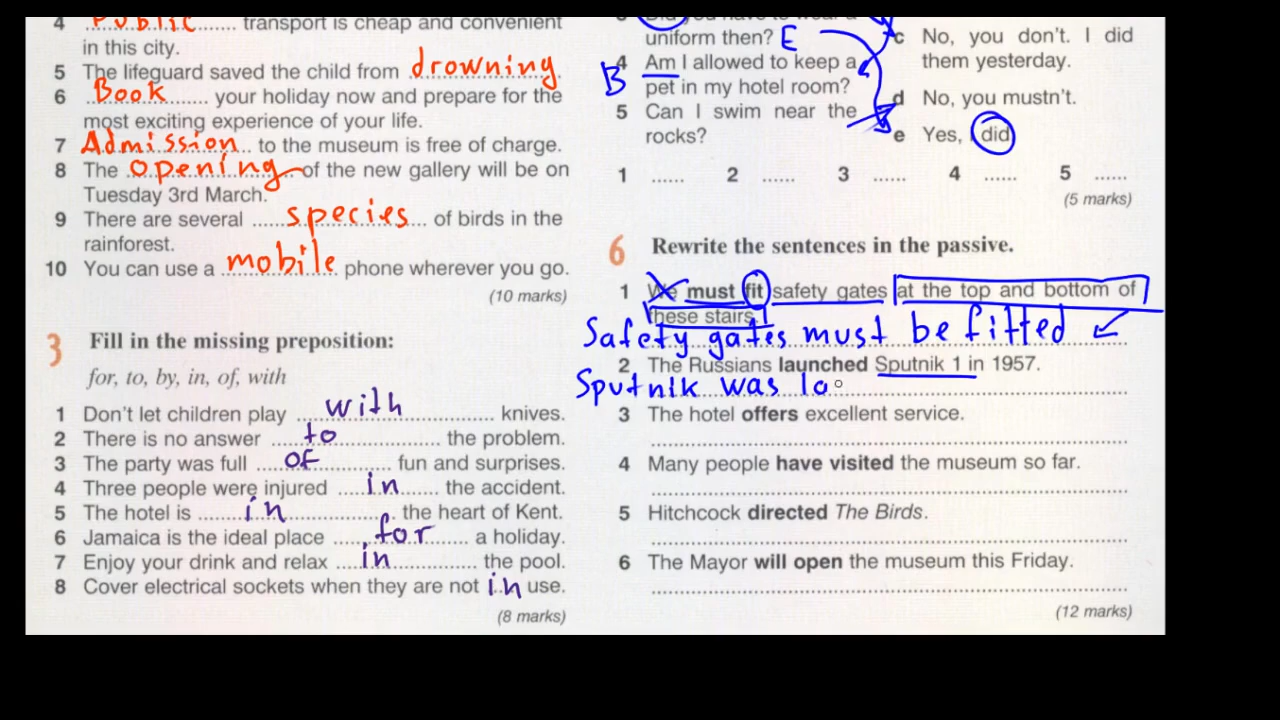 4 Public transport is cheap and convenient
in this city.
5 The lifeguard saved the child from drowning.
6 Book your holiday now and prepare for the
most exciting experience of your life.
7 Admission to the museum is free of charge.
8 The opening of the new gallery will be on
Tuesday 3rd March.
9 There are several species of birds in the
rainforest.
10 You can use a mobile phone wherever you go.
(10 marks)
3 Fill in the missing preposition:
for, to, by, in, of, with
1 Don't let children play with knives.
2 There is no answer to the problem.
3 The party was full of fun and surprises.
4 Three people were injured in the accident.
5 The hotel is in the heart of Kent.
6 Jamaica is the ideal place for a holiday.
7 Enjoy your drink and relax in the pool.
8 Cover electrical sockets when they are not in use.
(8 marks)
3 Did you have to wear a
uniform then? E
4 Am I allowed to keep a
B pet in my hotel room?
5 Can I swim near the
rocks?
c No, you don't. I did
them yesterday.
d No, you mustn't.
e Yes, I did
1 ...... 2 ...... 3 ...... 4 ...... 5 ......
(5 marks)
6 Rewrite the sentences in the passive.
1 We must fit safety gates at the top and bottom of
these stairs.
Safety gates must be fitted
2 The Russians launched Sputnik 1 in 1957.
Sputnik was la
3 The hotel offers excellent service.
4 Many people have visited the museum so far.
5 Hitchcock directed The Birds.
6 The Mayor will open the museum this Friday.
(12 marks)